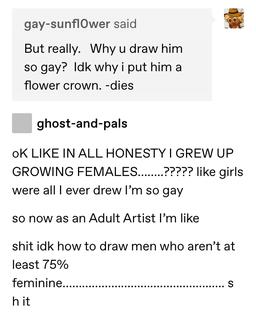 gay-sunfl0wer said
But really. Why u draw him
so gay? Idk why i put him a
flower crown. -dies
ghost-and-pals
oK LIKE IN ALL HONESTY I GREW UP
GROWING FEMALES........????? like girls
were all I ever drew I'm so gay
so now as an Adult Artist I'm like
shit idk how to draw men who aren't at
least 75%
feminine................................................ s
h it